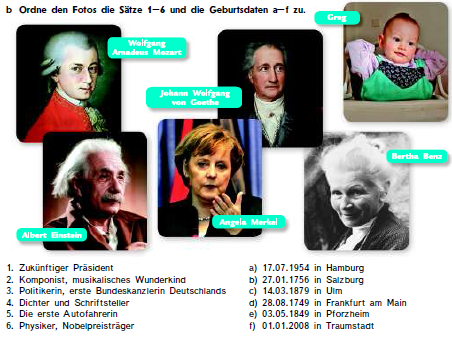 b Ordne den Fotos die Sätze 1–6 und die Geburtsdaten a–f zu.
Greg
Wolfgang
Amadeus Mozart
Johann Wolfgang
von Goethe
Bertha Benz
Albert Einstein
Angela Merkel
1. Zukünftiger Präsident
2. Komponist, musikalisches Wunderkind
3. Politikerin, erste Bundeskanzlerin Deutschlands
4. Dichter und Schriftsteller
5. Die erste Autofahrerin
6. Physiker, Nobelpreisträger
a) 17.07.1954 in Hamburg
b) 27.01.1756 in Salzburg
c) 14.03.1879 in Ulm
d) 28.08.1749 in Frankfurt am Main
e) 03.05.1849 in Pforzheim
f) 01.01.2008 in Traumstadt